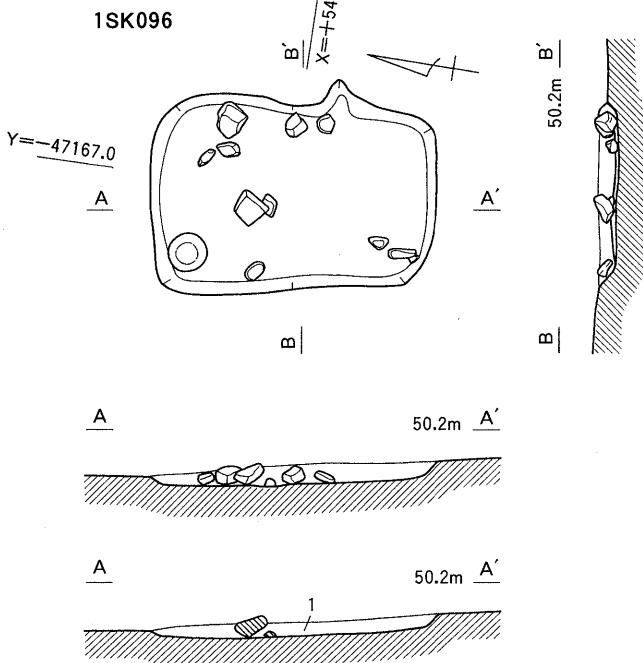 1SK096
X=+54
B′
B′
50.2m
Y=-47167.0
A
A′
B
B
A
50.2m A′
A
50.2m A′
1